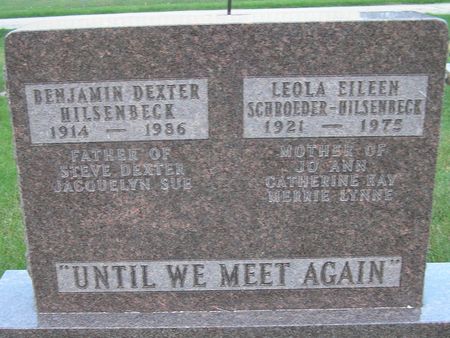 BENJAMIN DEXTER
HILSENBECK
1914 — 1986
FATHER OF
STEVE DEXTER
JACQUELYN SUE
LEOLA EILEEN
SCHROEDER-HILSENBECK
1921 — 1975
MOTHER OF
JO ANN
CATHERINE KAY
MERRIE LYNNE
"UNTIL WE MEET AGAIN"